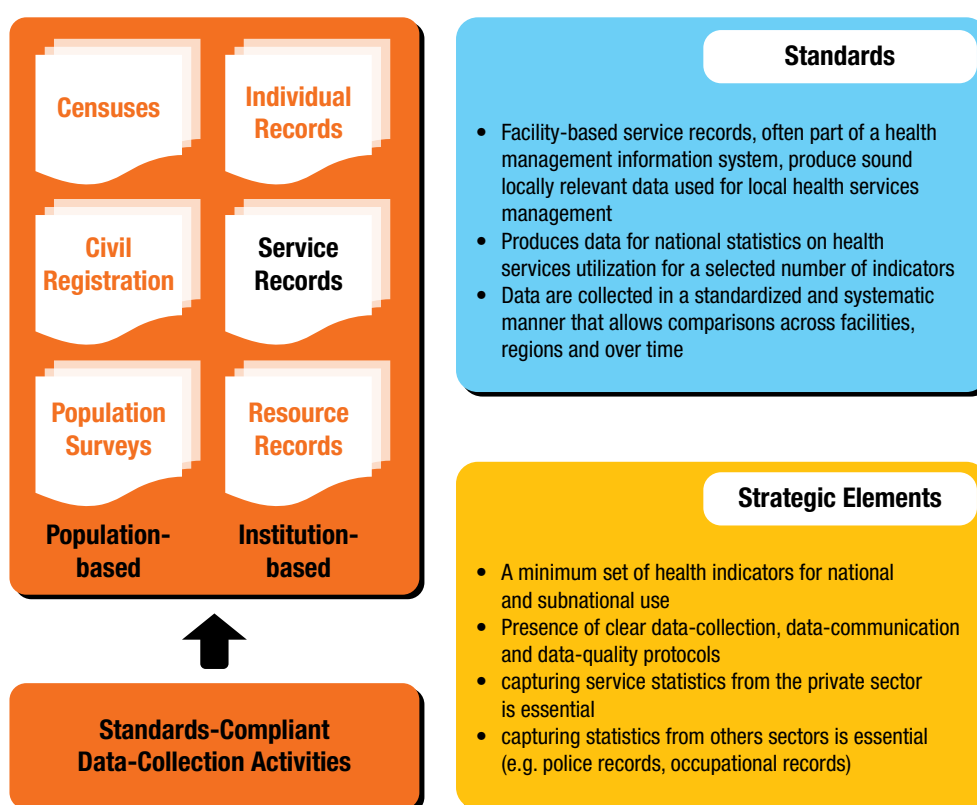 Censuses
Individual
Records
Civil
Registration
Service
Records
Population
Surveys
Resource
Records
Population-
based
Institution-
based
Standards-Compliant
Data-Collection Activities
Standards
• Facility-based service records, often part of a health
management information system, produce sound
locally relevant data used for local health services
management
• Produces data for national statistics on health
services utilization for a selected number of indicators
• Data are collected in a standardized and systematic
manner that allows comparisons across facilities,
regions and over time
Strategic Elements
• A minimum set of health indicators for national
and subnational use
• Presence of clear data-collection, data-communication
and data-quality protocols
• capturing service statistics from the private sector
is essential
• capturing statistics from others sectors is essential
(e.g. police records, occupational records)